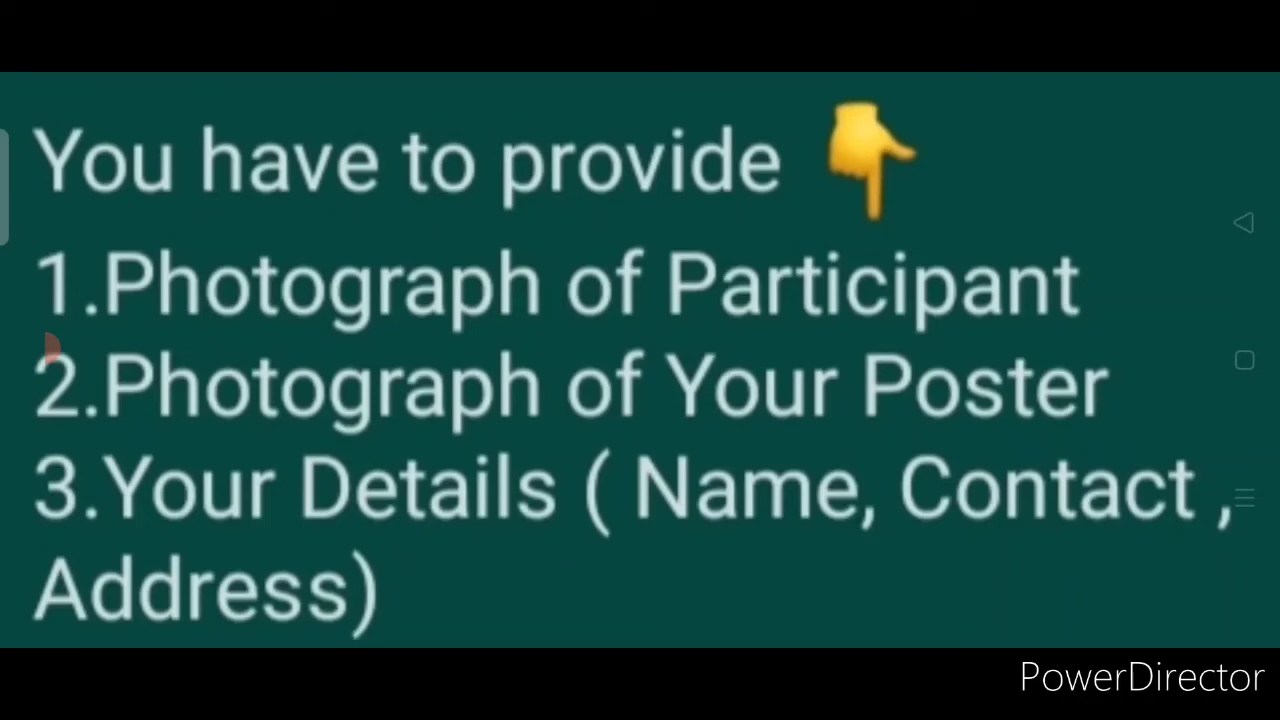 You have to provide 👇
1.Photograph of Participant
2.Photograph of Your Poster
3.Your Details ( Name, Contact ,
Address)
PowerDirector